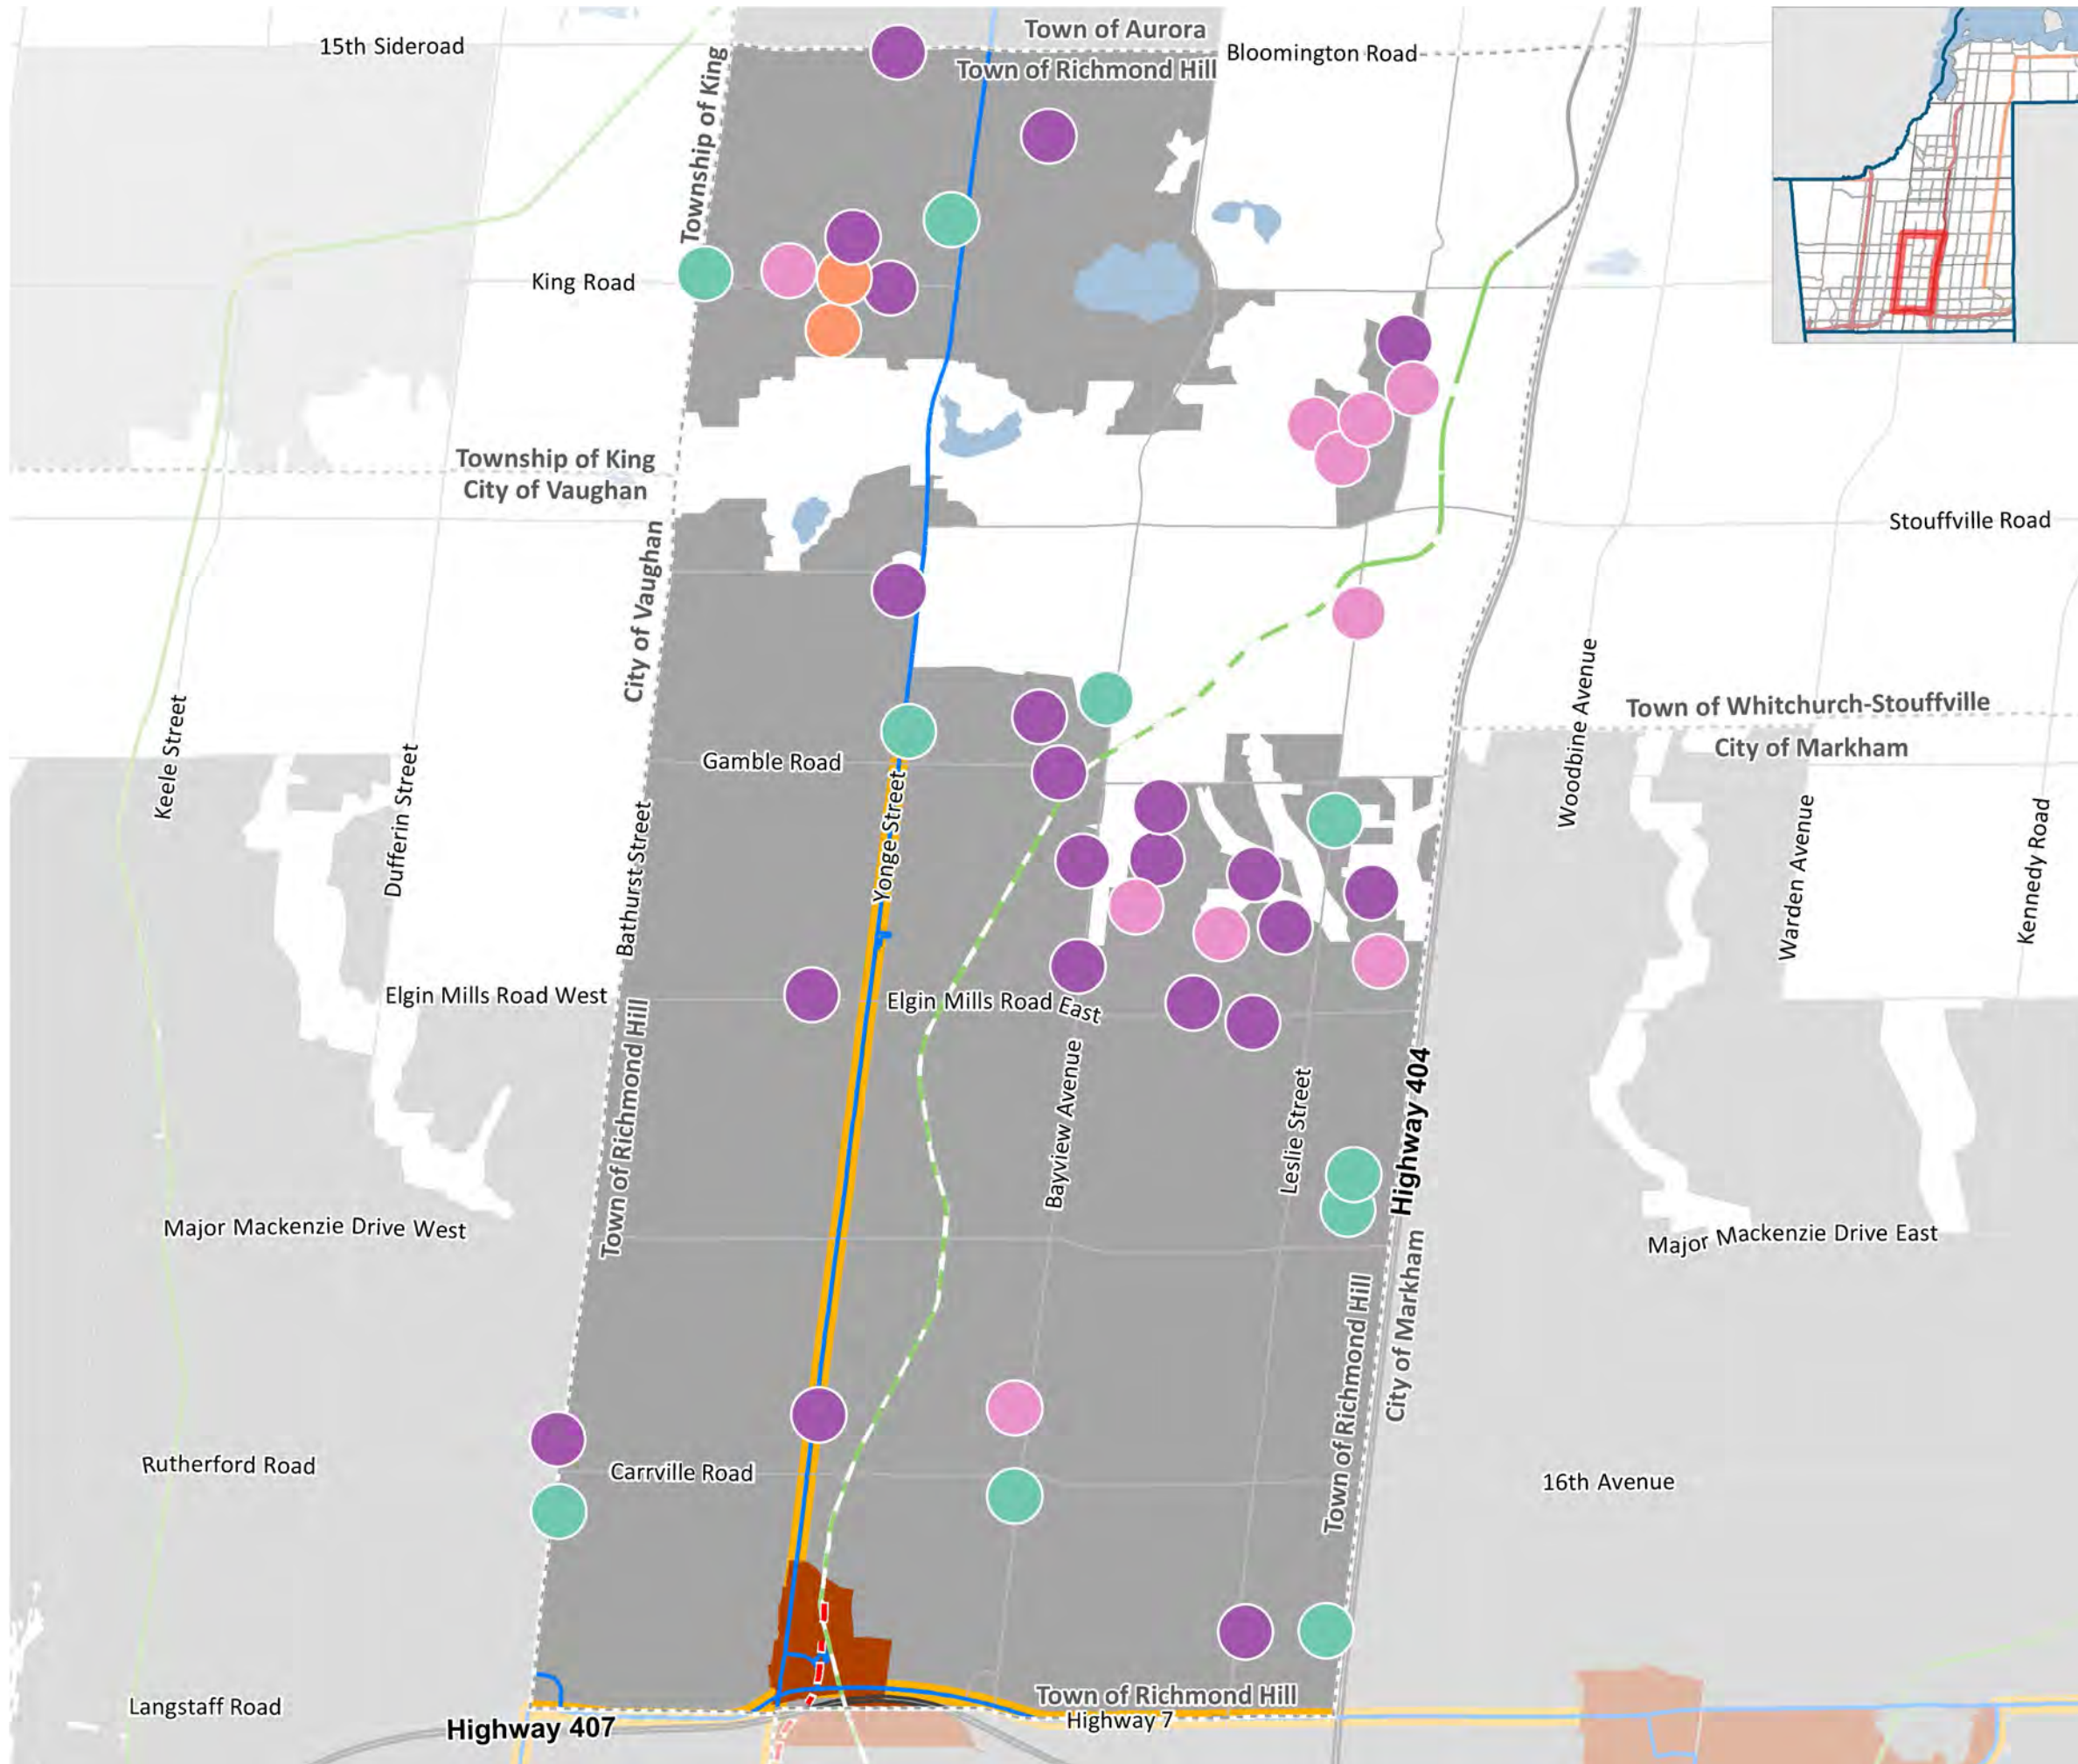 Town of Aurora
15th Sideroad
Bloomington Road
Town of Richmond Hill
Township of King
King Road
Township of King
City of Vaughan
Stouffville Road
City of Vaughan
Woodbine Avenue
Town of Whitchurch-Stouffville
City of Markham
Keele Street
Dufferin Street
Gamble Road
Yonge Street
Bathurst Street
Warden Avenue
Kennedy Road
Elgin Mills Road West
Elgin Mills Road East
Town of Richmond Hill
Bayview Avenue
Leslie Street
Highway 404
Major Mackenzie Drive West
Major Mackenzie Drive East
City of Markham
Town of Richmond Hill
Rutherford Road
Carrville Road
16th Avenue
Langstaff Road
Town of Richmond Hill
Highway 7
Highway 407